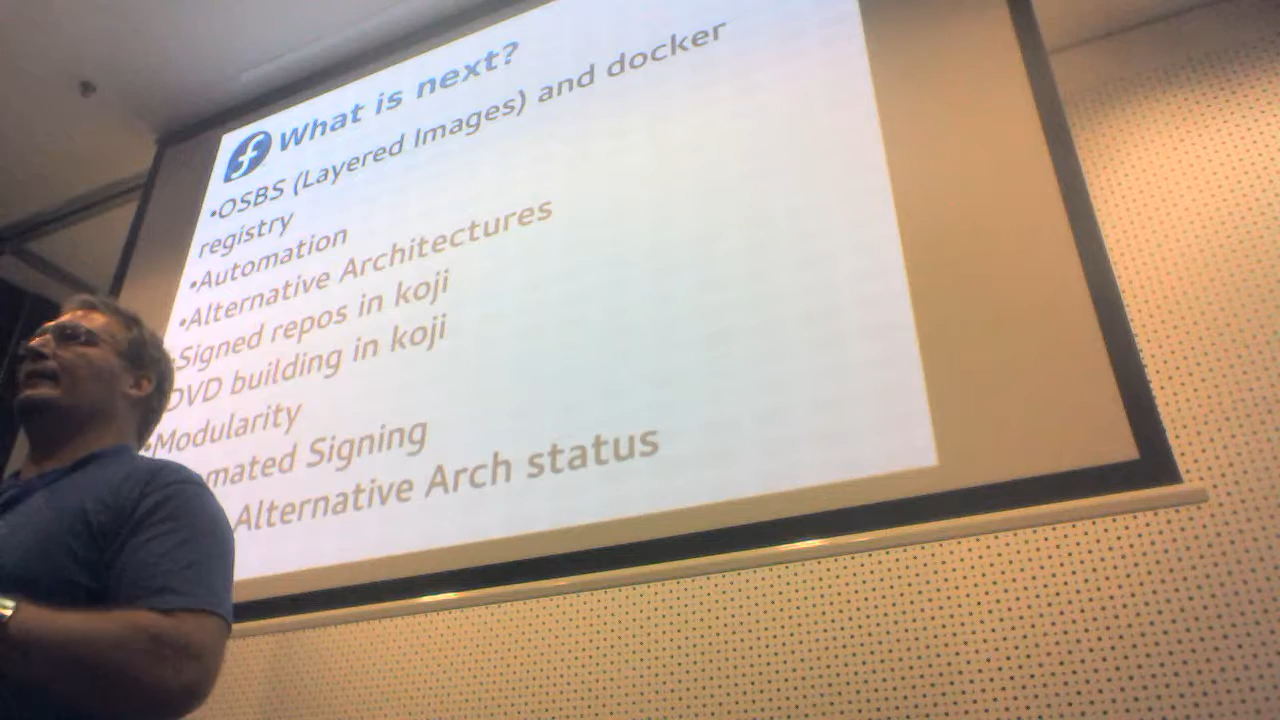 What is next?
•OSBS (Layered Images) and docker
registry
•Automation
•Alternative Architectures
•Signed repos in koji
DVD building in koji
•Modularity
mated Signing
Alternative Arch status